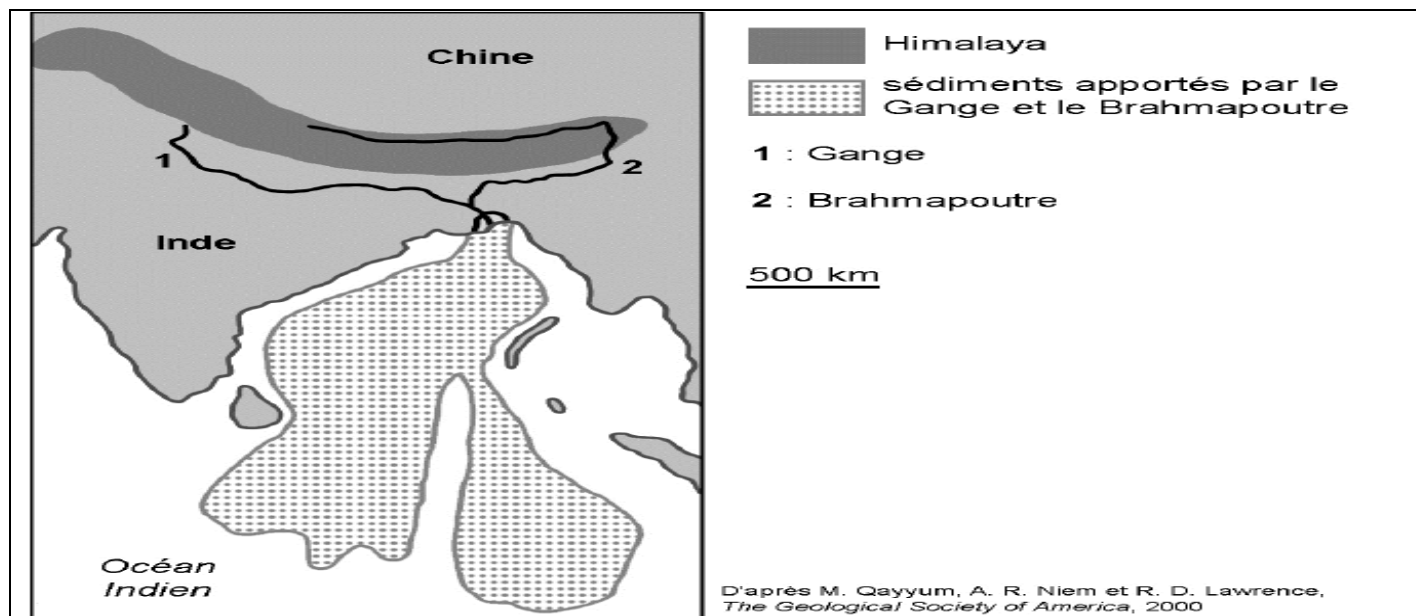 Chine
1
2
Inde
Océan
Indien
Himalaya
sédiments apportés par le
Gange et le Brahmapoutre
1 : Gange
2 : Brahmapoutre
500 km
D'après M. Qayyum, A. R. Niem et R. D. Lawrence,
The Geological Society of America, 2000